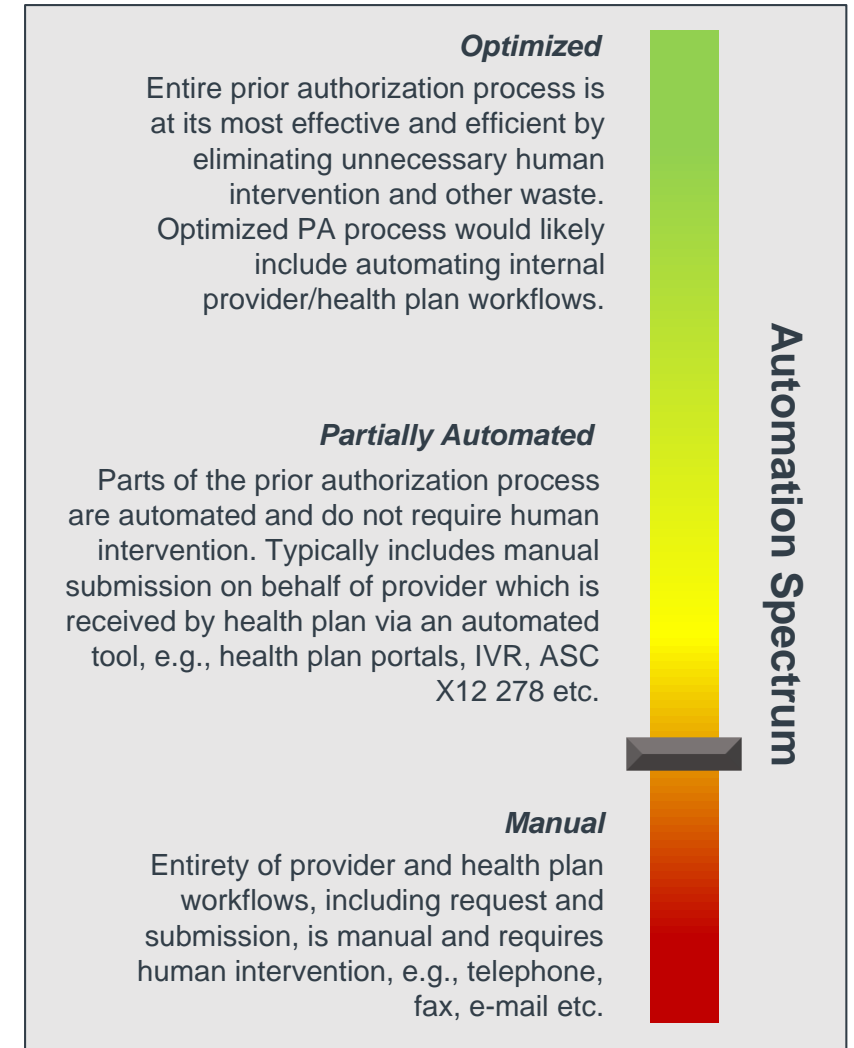 Optimized
Entire prior authorization process is
at its most effective and efficient by
eliminating unnecessary human
intervention and other waste.
Optimized PA process would likely
include automating internal
provider/health plan workflows.
Partially Automated
Parts of the prior authorization process
are automated and do not require human
intervention. Typically includes manual
submission on behalf of provider which is
received by health plan via an automated
tool, e.g., health plan portals, IVR, ASC
X12 278 etc.
Manual
Entirety of provider and health plan
workflows, including request and
submission, is manual and requires
human intervention, e.g., telephone,
fax, e-mail etc.
Automation Spectrum